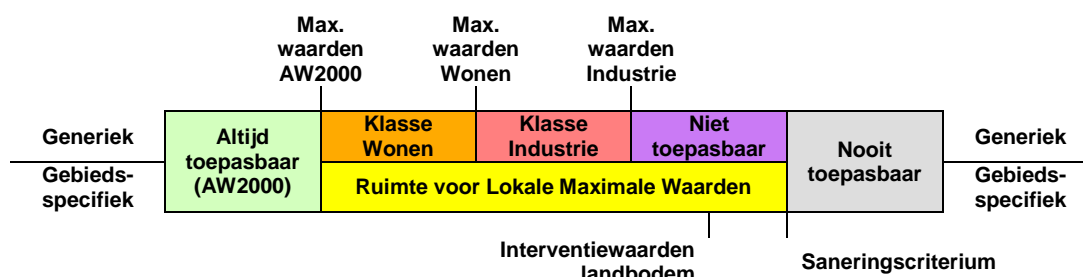 Max.
waarden
AW2000
Max.
waarden
Wonen
Max.
waarden
Industrie
Generiek
Gebieds-
specifiek
Altijd
toepasbaar
(AW2000)
Klasse
Wonen
Klasse
Industrie
Niet
toepasbaar
Ruimte voor Lokale Maximale Waarden
Nooit
toepasbaar
Generiek
Gebieds-
specifiek
Interventiewaarden
landbodem
Saneringscriterium